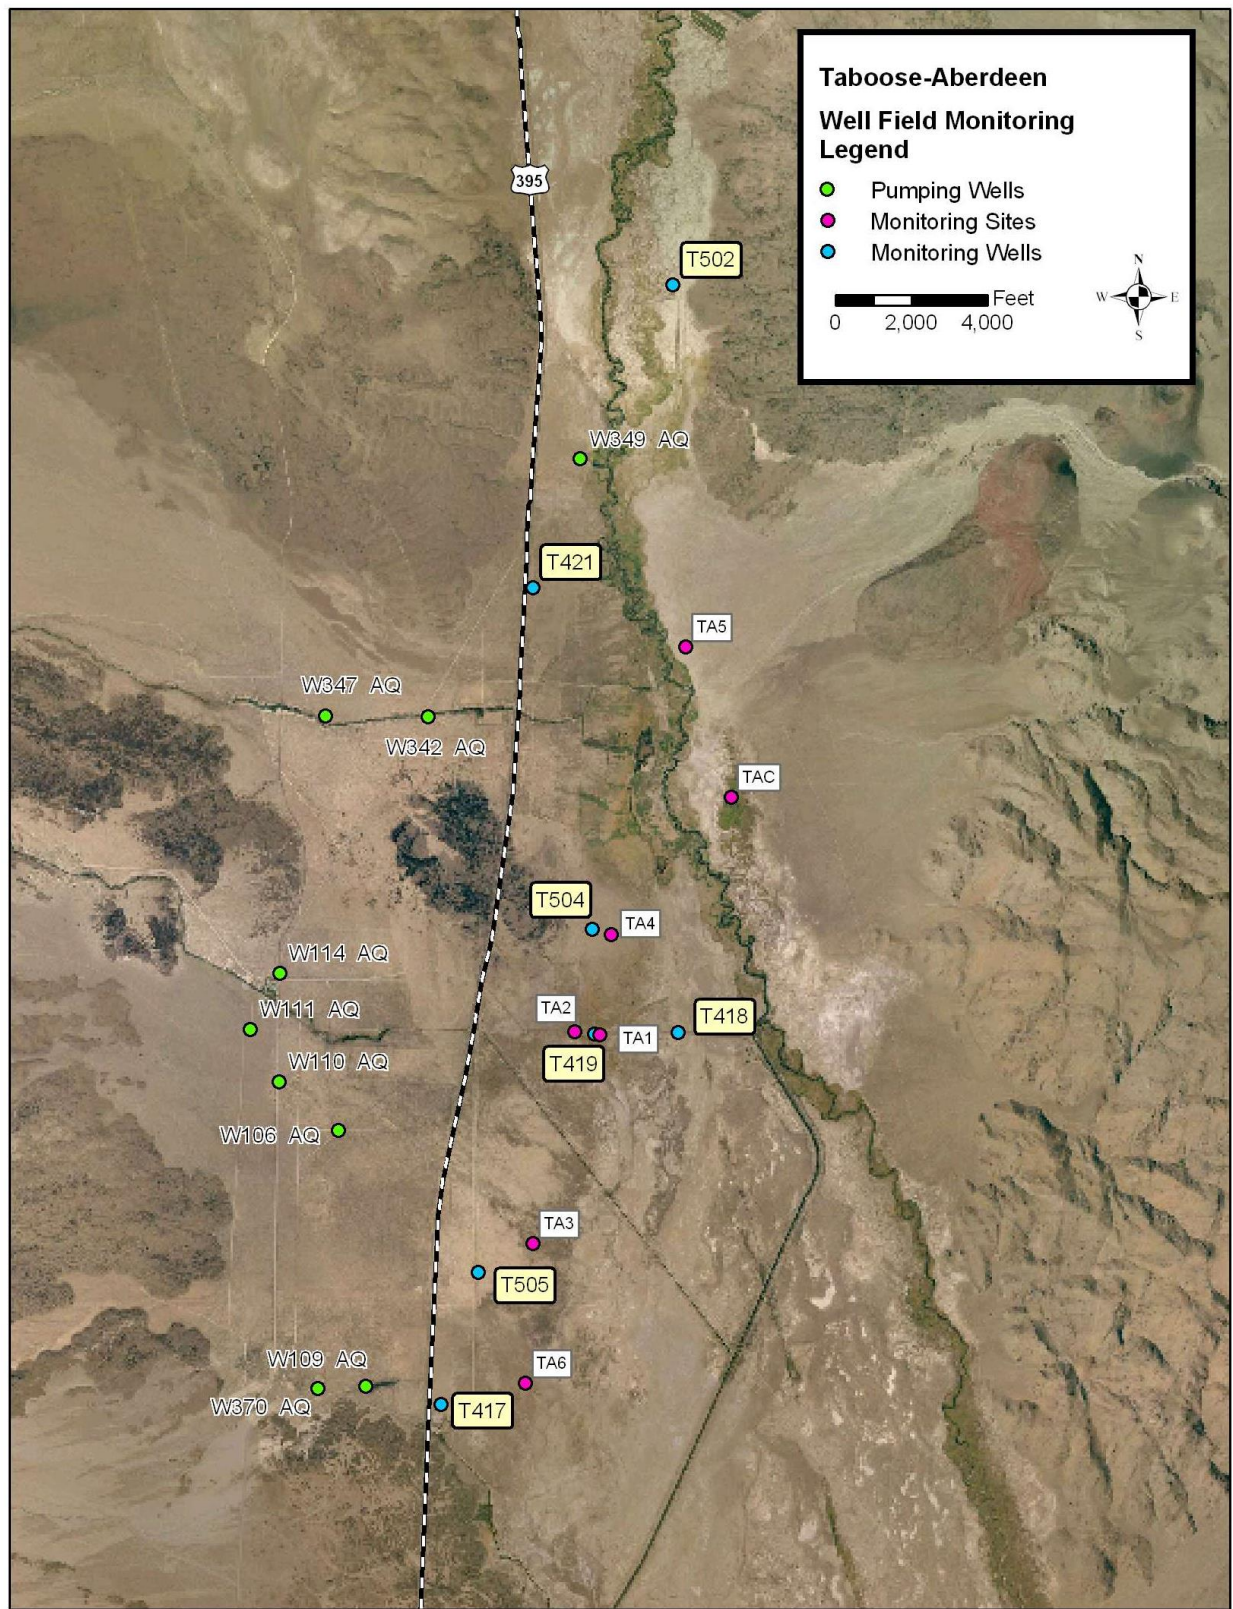 Taboose-Aberdeen
Well Field Monitoring
Legend
Pumping Wells
Monitoring Sites
Monitoring Wells
Feet
0 2,000 4,000
N
W E
S
395
T502
W349 AQ
T421
TA5
W347 AQ
W342 AQ
TAC
T504
TA4
W114 AQ
W111 AQ
TA2
T418
TA1
T419
W110 AQ
W106 AQ
TA3
T505
W109 AQ
TA6
W370 AQ
T417